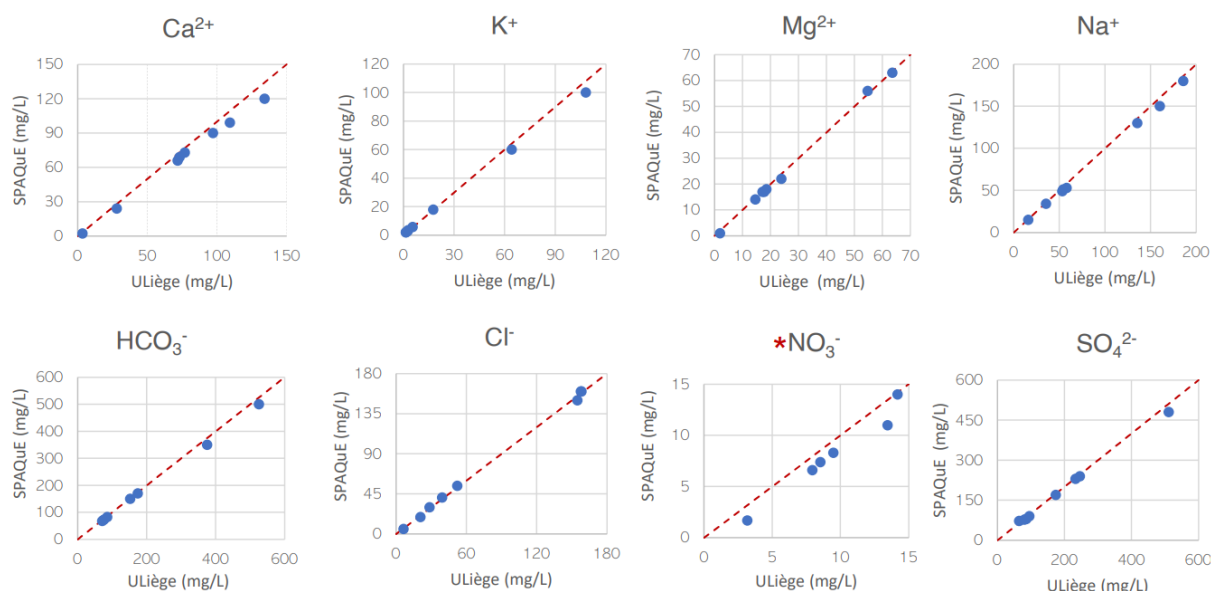 Ca²⁺
SPAQuE (mg/L)
150
120
90
60
30
0
0 50 100 150
ULiège (mg/L)
K⁺
SPAQuE (mg/L)
120
100
80
60
40
20
0
0 30 60 90 120
ULiège (mg/L)
Mg²⁺
SPAQuE (mg/L)
70
60
50
40
30
20
10
0
0 10 20 30 40 50 60 70
ULiège (mg/L)
Na⁺
SPAQuE (mg/L)
200
150
100
50
0
0 50 100 150 200
ULiège (mg/L)
HCO₃⁻
SPAQuE (mg/L)
600
500
400
300
200
100
0
0 200 400 600
ULiège (mg/L)
Cl⁻
SPAQuE (mg/L)
180
135
90
45
0
0 60 120 180
ULiège (mg/L)
*NO₃⁻
SPAQuE (mg/L)
15
10
5
0
0 5 10 15
ULiège (mg/L)
SO₄²⁻
SPAQuE (mg/L)
600
450
300
150
0
0 200 400 600
ULiège (mg/L)